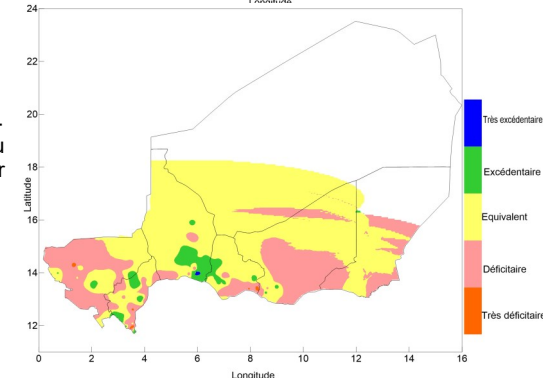 Longitude
24
22
20
18
16
14
12
0 2 4 6 8 10 12 14 16
Latitude
Longitude
Très excédentaire
Excédentaire
Equivalent
Déficitaire
Très déficitaire